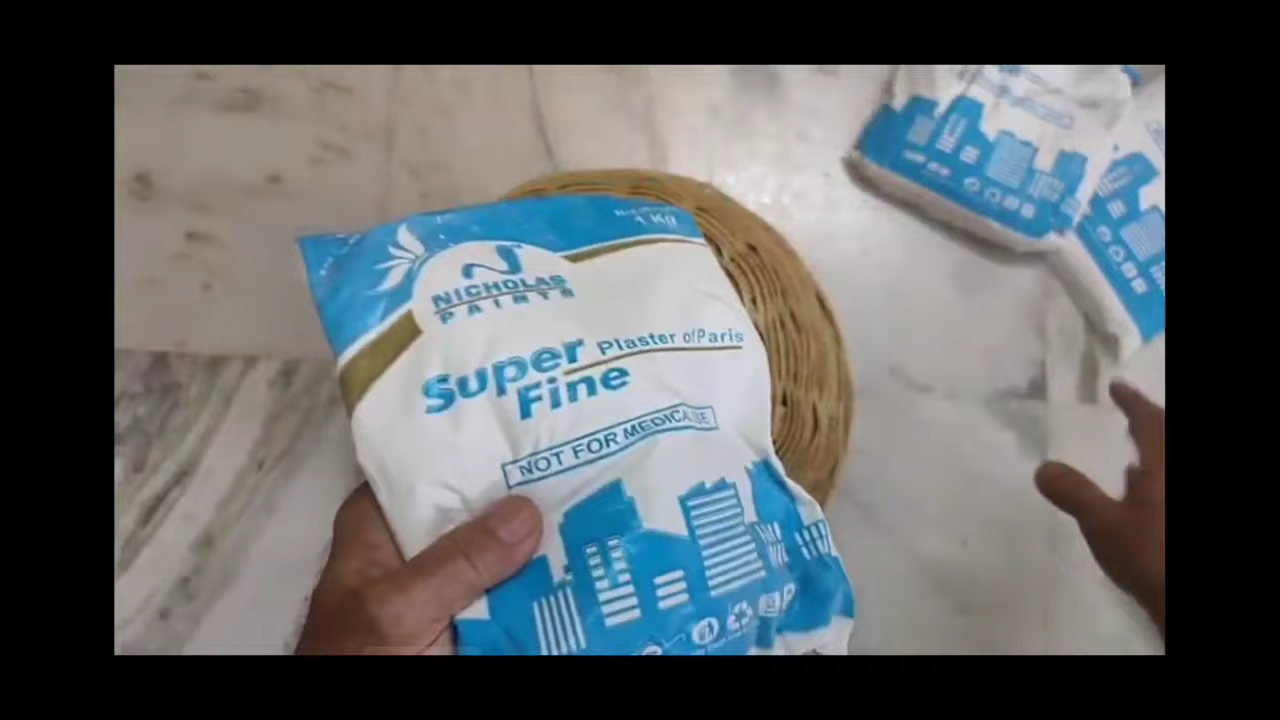 1 Kg
NICHOLAS
PAINTS
Super Plaster of Paris
Fine
NOT FOR MEDICAL USE